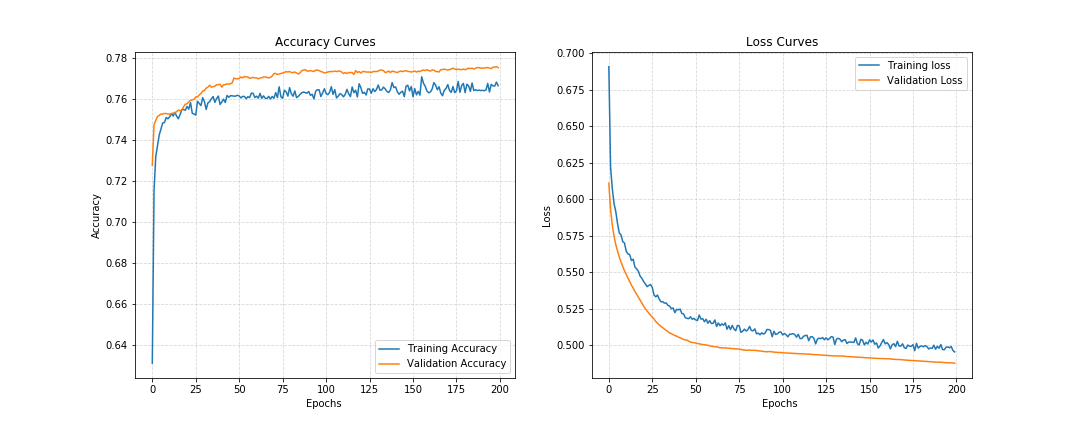 Accuracy Curves
0.78
0.76
0.74
0.72
0.70
0.68
0.66
0.64
Accuracy
0 25 50 75 100 125 150 175 200
Epochs
Training Accuracy
Validation Accuracy
Loss Curves
0.700
0.675
0.650
0.625
0.600
0.575
0.550
0.525
0.500
Loss
0 25 50 75 100 125 150 175 200
Epochs
Training loss
Validation Loss